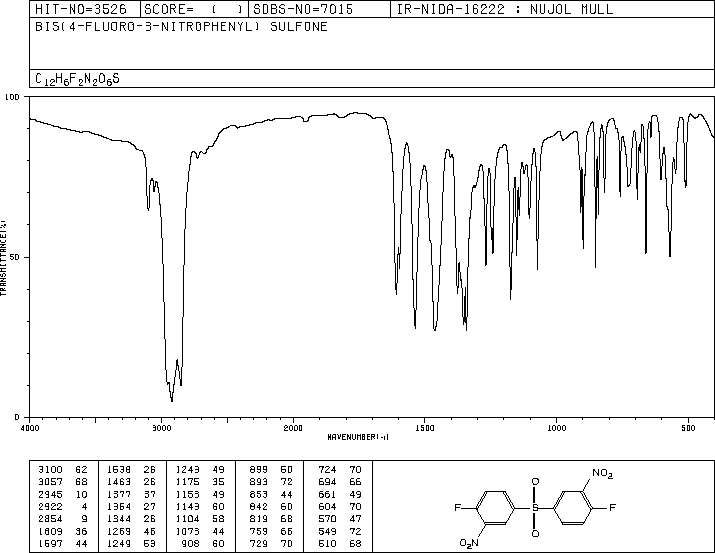 HIT-NO=3526 SCORE= ( ) SDBS-NO=7015 IR-NIDA-16222 : NUJOL MULL
BIS(4-FLUORO-3-NITROPHENYL) SULFONE
C12H6F2N2O6S
100
50
0
TRANSMITTANCE(%)
4000 3000 2000 1500 1000 500
WAVENUMBER(-1)
3100 62 1538 26 1243 49 899 50 724 70
3057 68 1463 26 1175 35 893 72 694 66
2945 10 1377 37 1153 49 853 44 661 49
2922 4 1354 27 1143 60 842 60 604 70
2854 9 1344 26 1104 58 819 68 570 47
1609 36 1269 46 1073 44 759 66 549 72
1597 44 1249 53 908 60 729 70 510 68
NO2
O
F S F
O
O2N